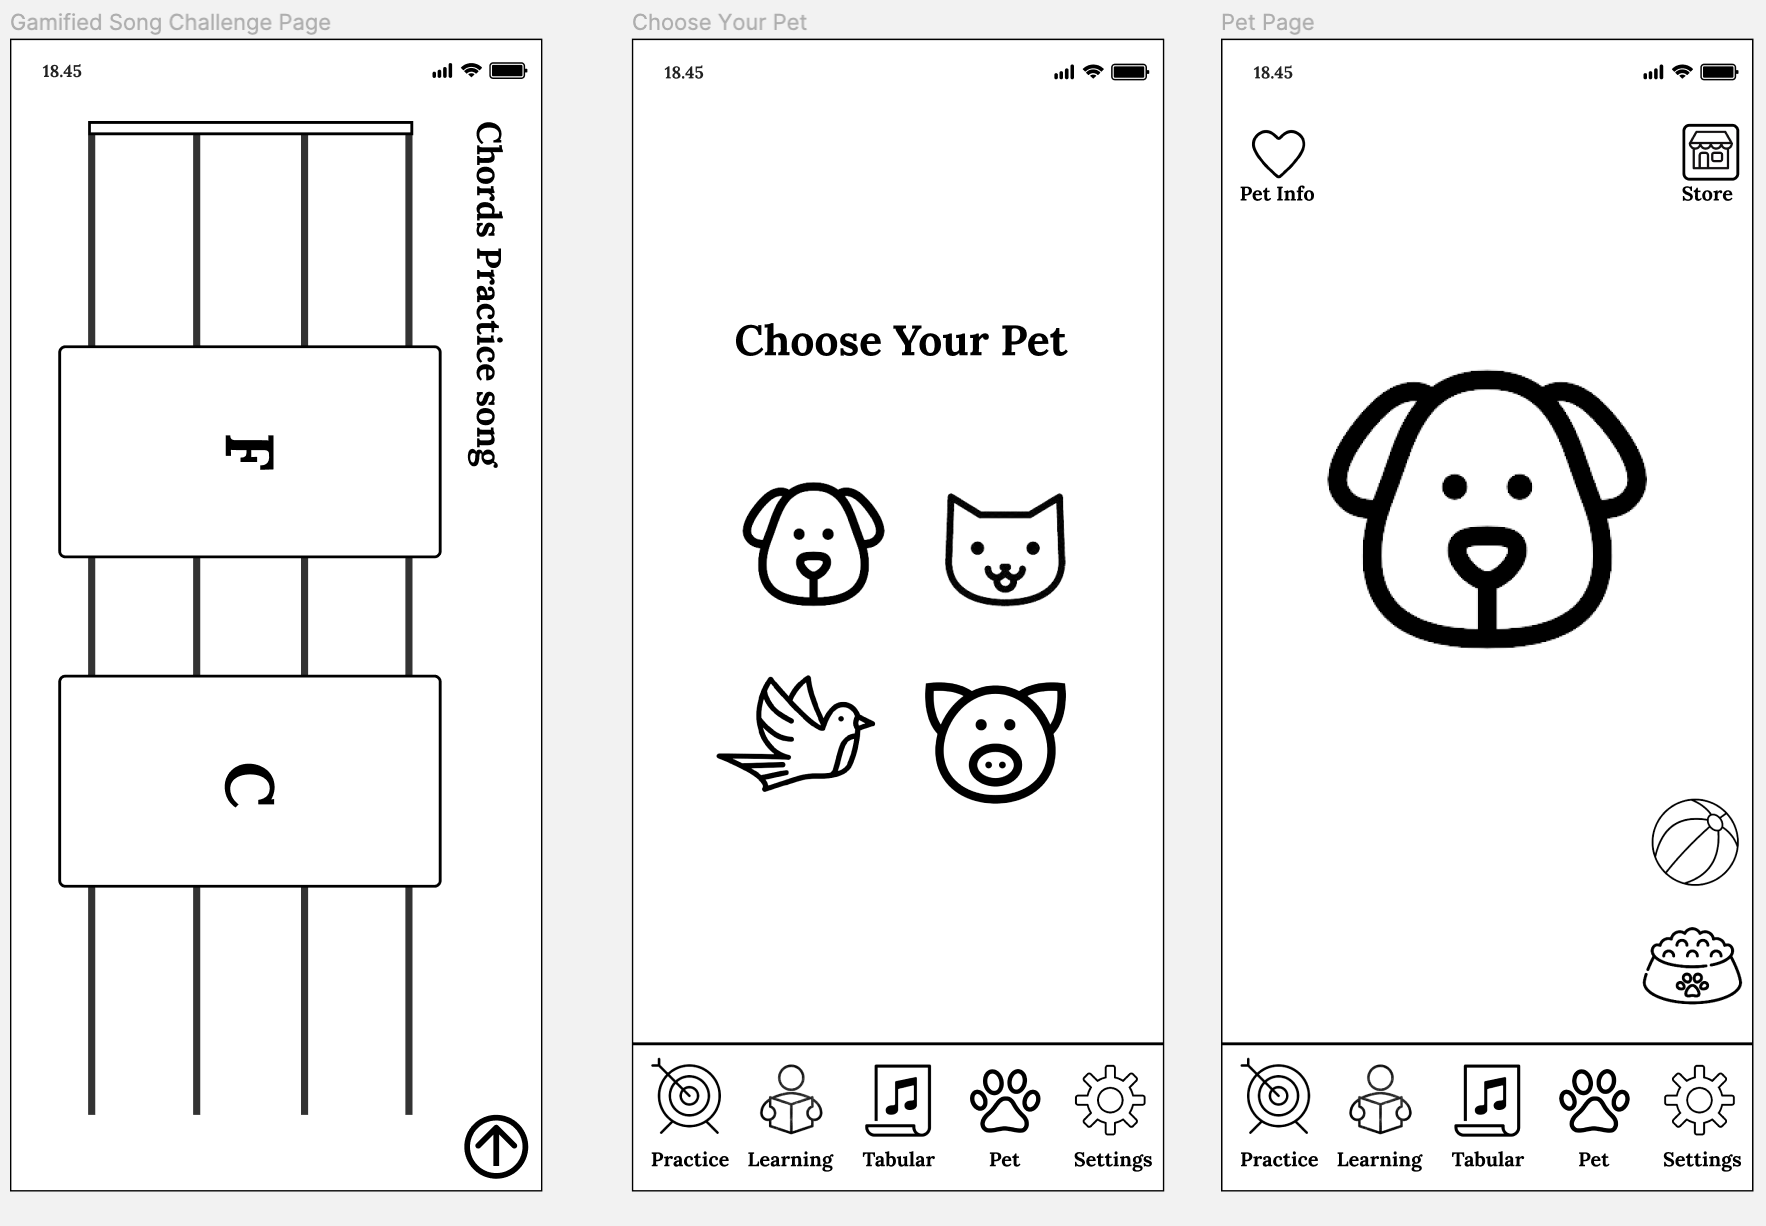 Gamified Song Challenge Page
18.45
Chords Practice song
F
C
Choose Your Pet
18.45
Choose Your Pet
Practice
Learning
Tabular
Pet
Settings
Pet Page
18.45
Pet Info
Store
Practice
Learning
Tabular
Pet
Settings